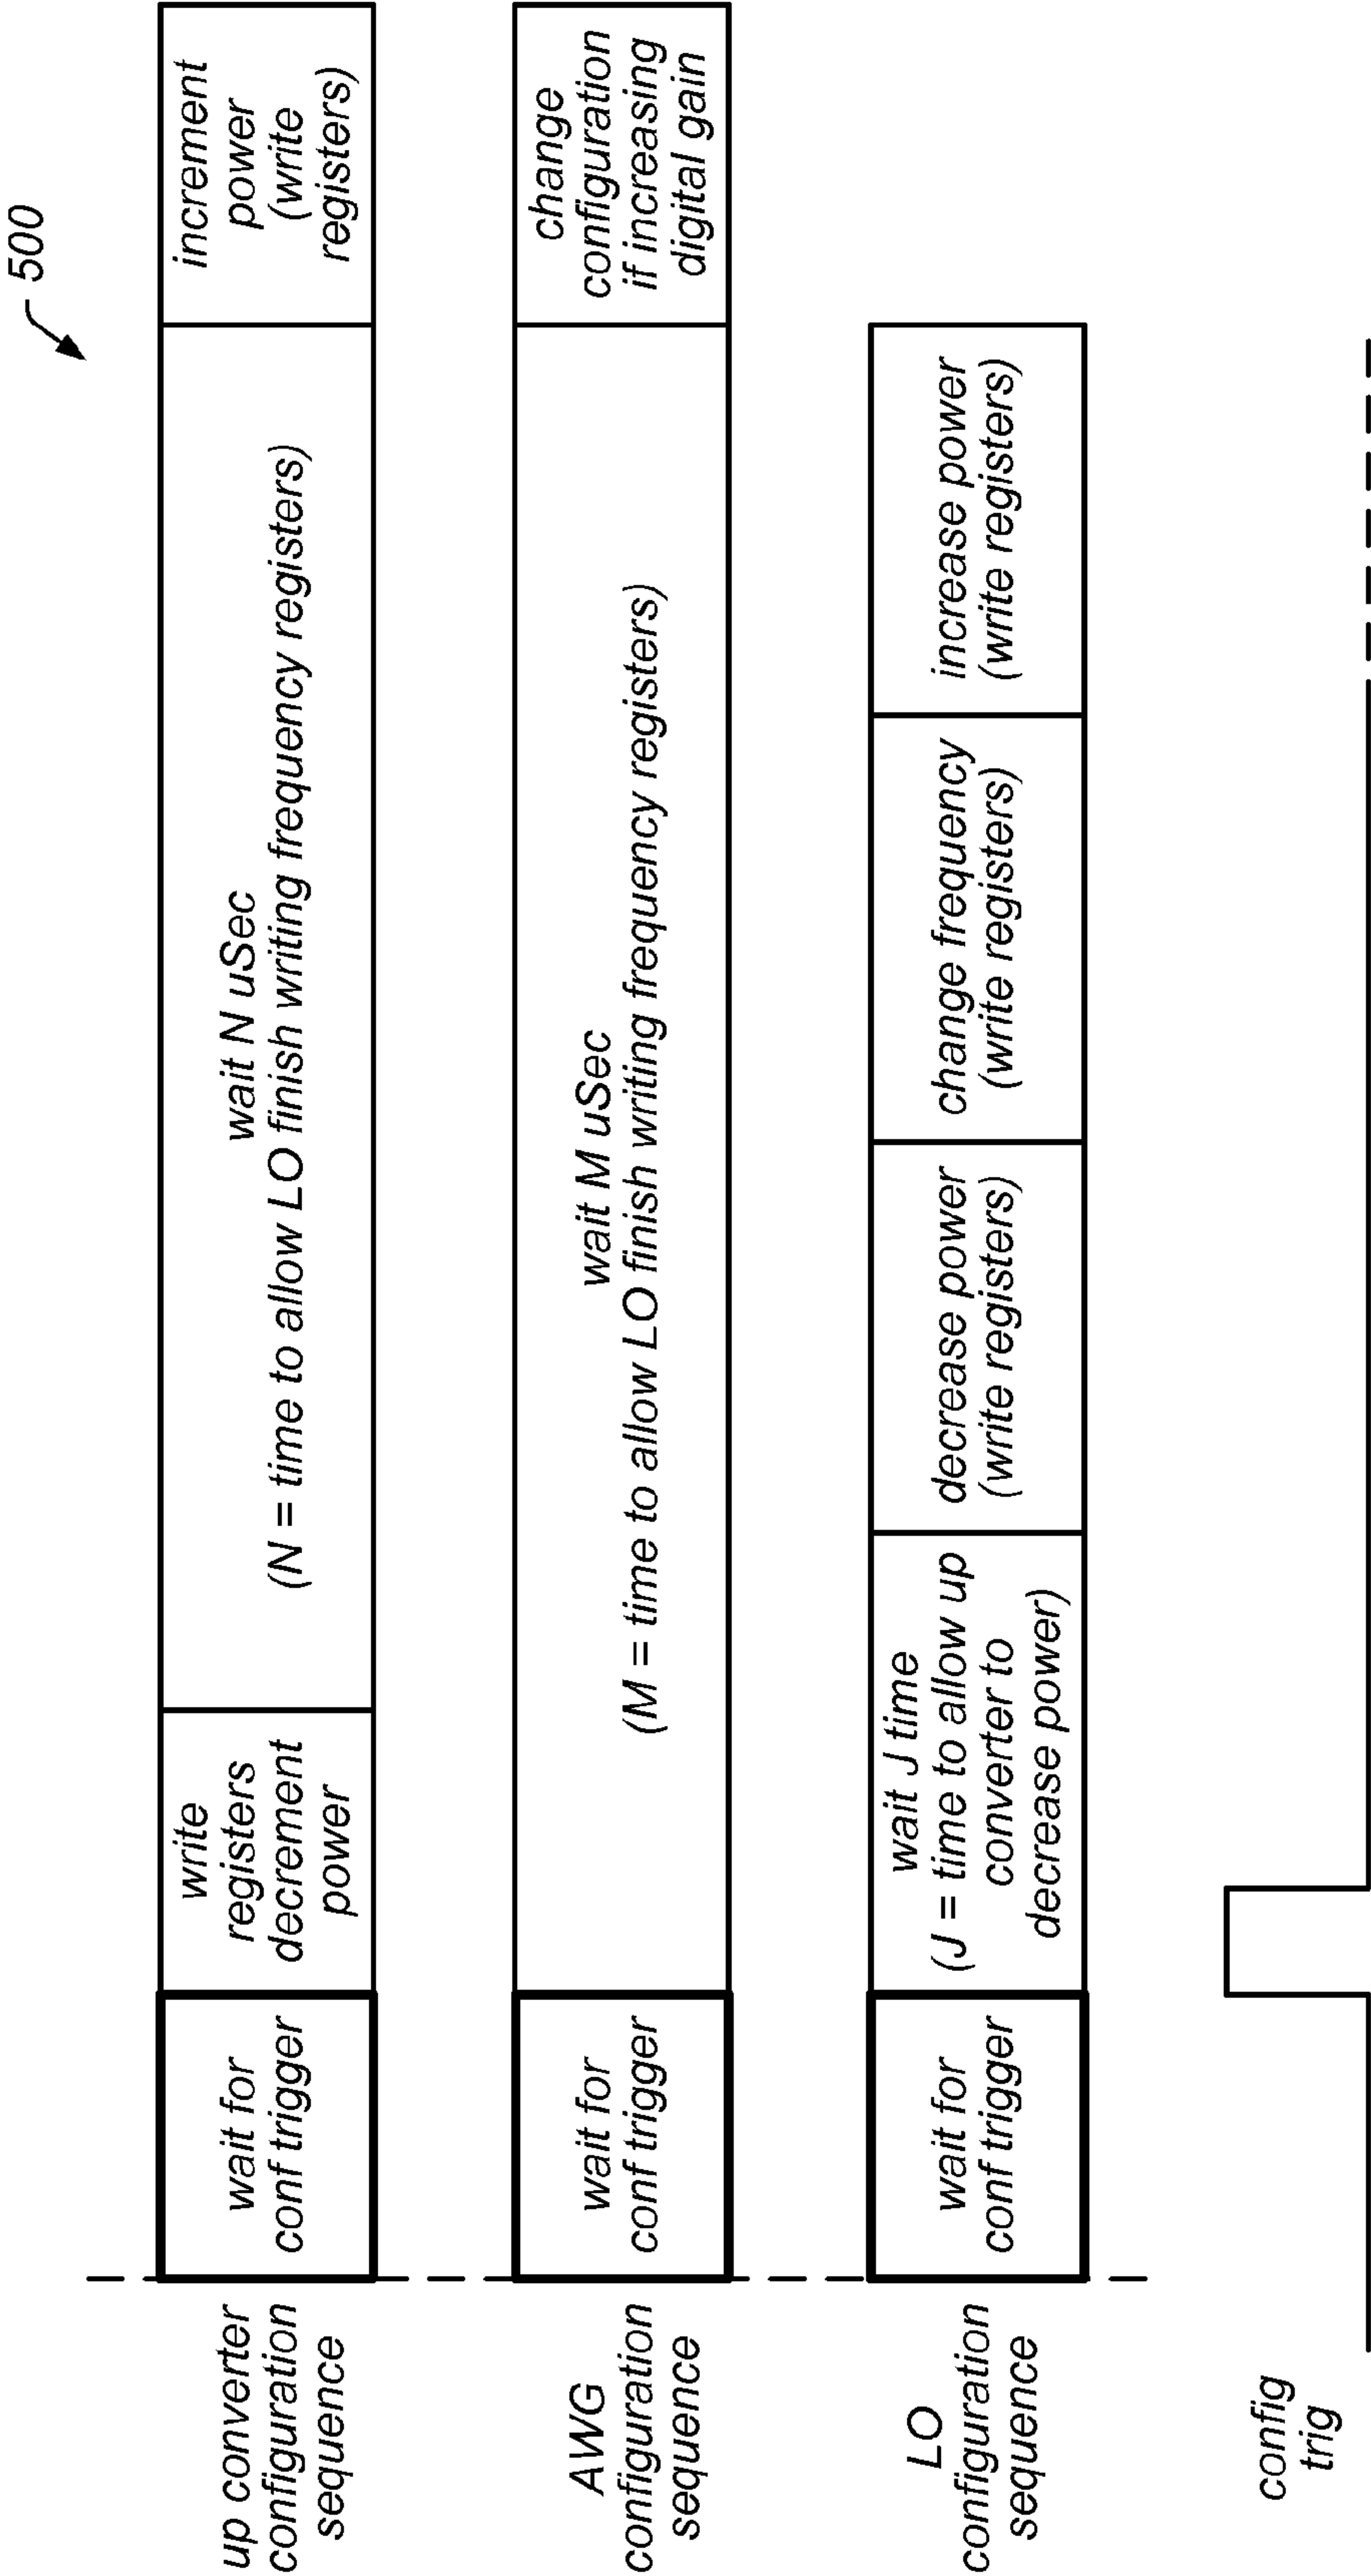 500
up converter
configuration
sequence
wait for
conf trigger
write
registers
decrement
power
wait N uSec
(N = time to allow LO finish writing frequency registers)
increment
power
(write
registers)
AWG
configuration
sequence
wait for
conf trigger
wait M uSec
(M = time to allow LO finish writing frequency registers)
change
configuration
if increasing
digital gain
LO
configuration
sequence
wait for
conf trigger
wait J time
(J = time to allow up
converter to
decrease power)
decrease power
(write registers)
change frequency
(write registers)
increase power
(write registers)
config
trig